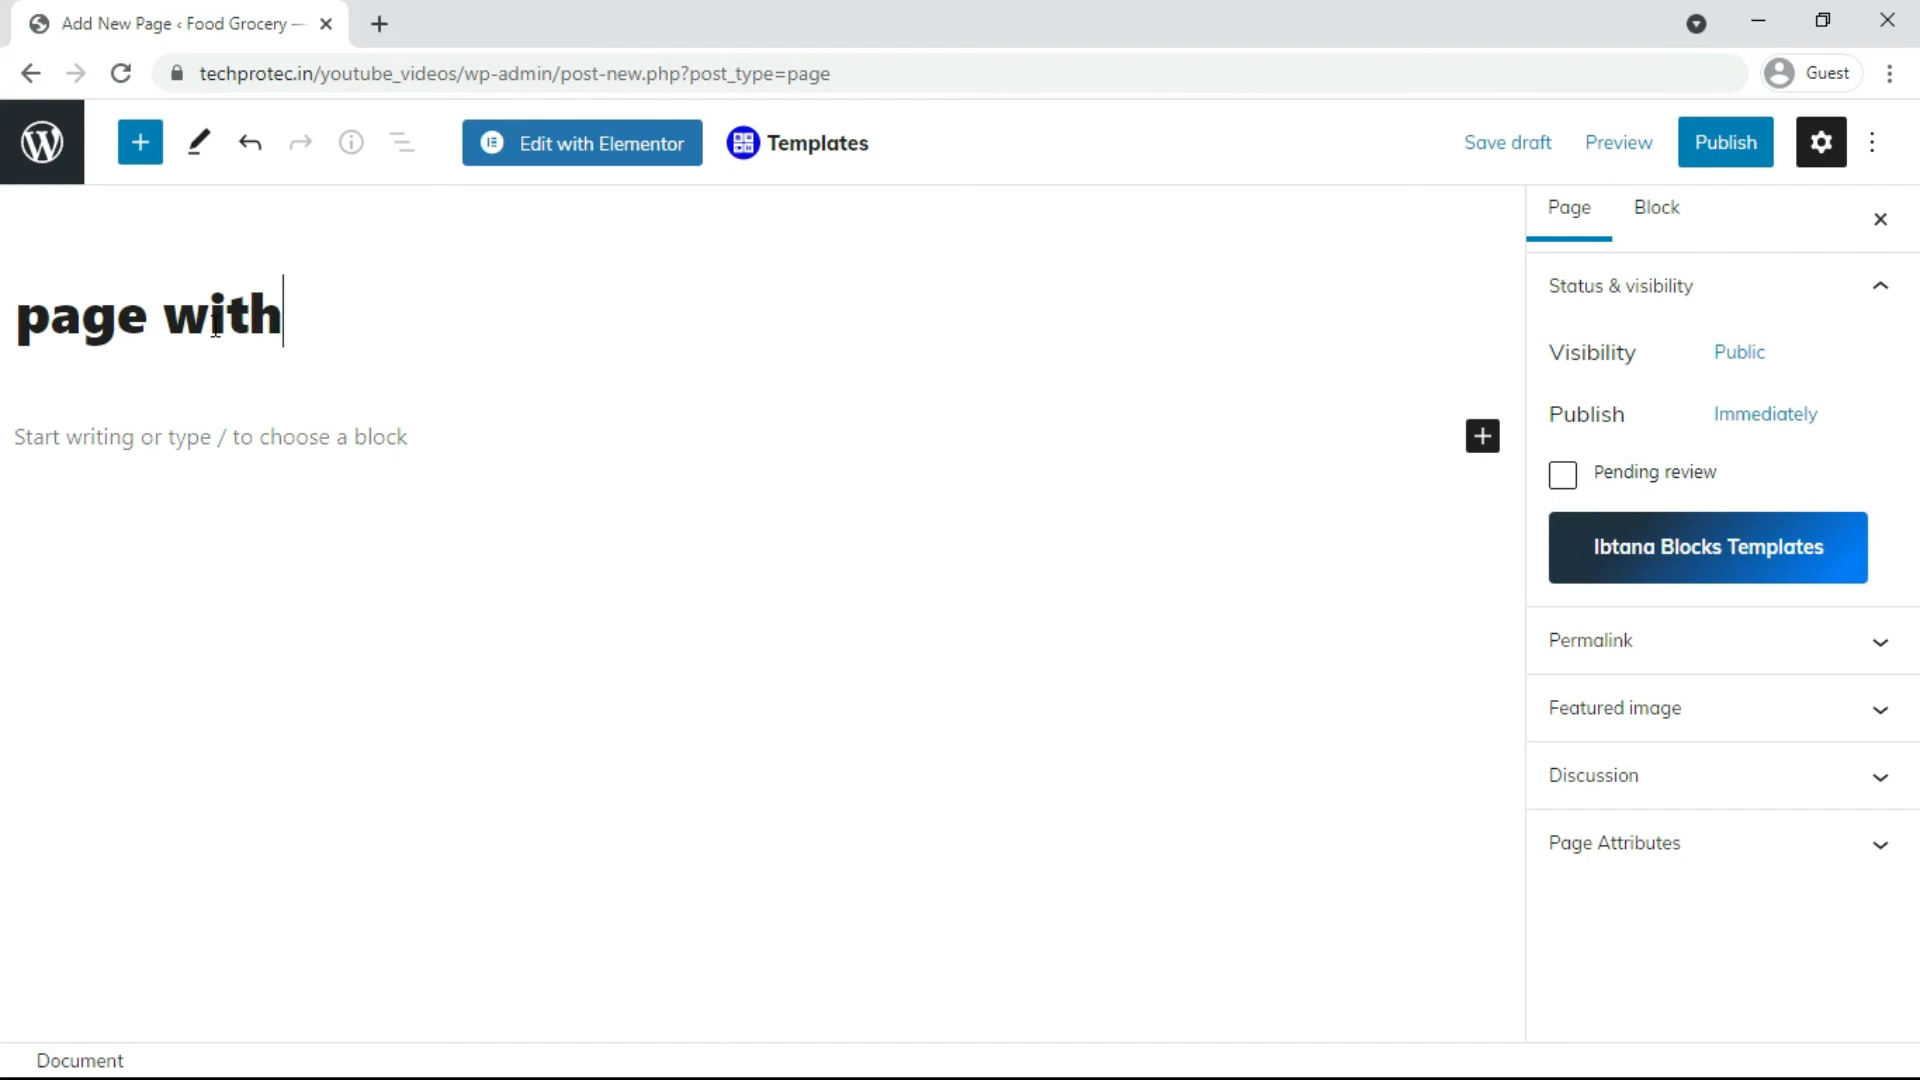 Add New Page ‹ Food Grocery —
techprotec.in/youtube_videos/wp-admin/post-new.php?post_type=page
Guest
Edit with Elementor
Templates
Save draft
Preview
Publish
Page
Block
page with
Start writing or type / to choose a block
Status & visibility
Visibility
Public
Publish
Immediately
Pending review
Ibtana Blocks Templates
Permalink
Featured image
Discussion
Page Attributes
Document